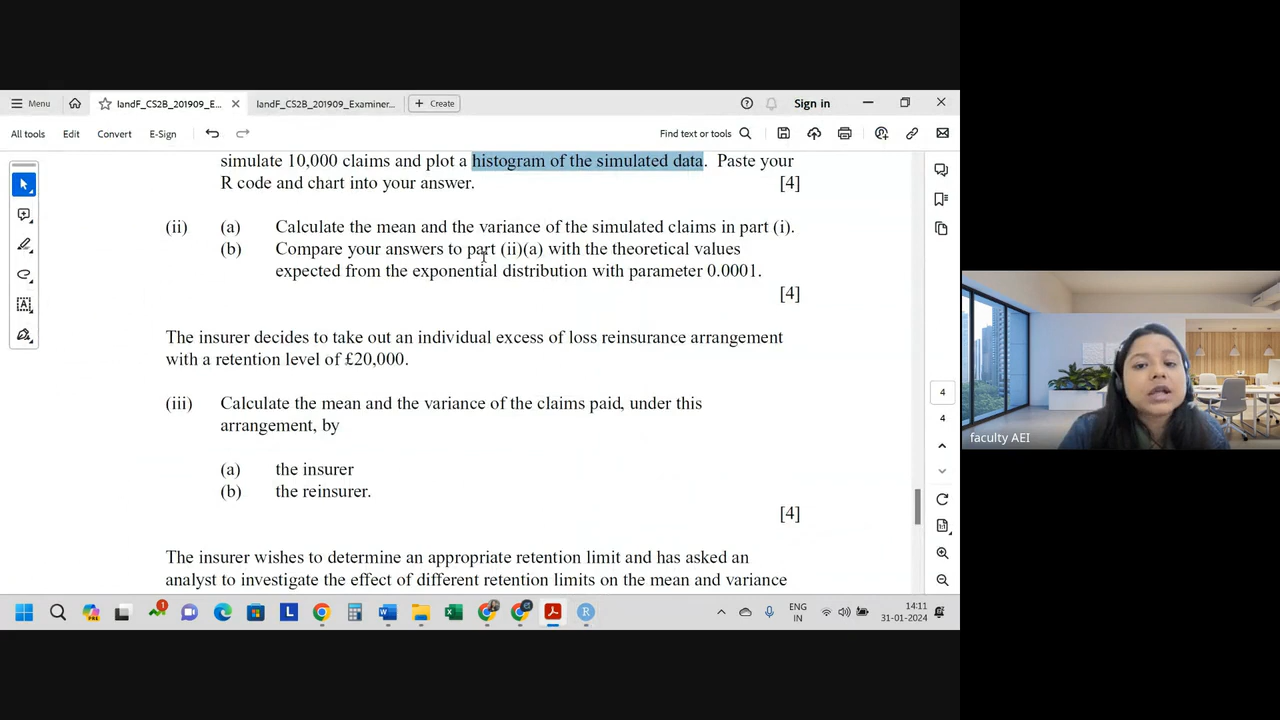 Menu
IandF_CS2B_201909_E...
IandF_CS2B_201909_Examiner...
Create
Sign in
All tools
Edit
Convert
E-Sign
Find text or tools
simulate 10,000 claims and plot a histogram of the simulated data. Paste your
R code and chart into your answer. [4]
(ii) (a) Calculate the mean and the variance of the simulated claims in part (i).
(b) Compare your answers to part (ii)(a) with the theoretical values
expected from the exponential distribution with parameter 0.0001.
[4]
The insurer decides to take out an individual excess of loss reinsurance arrangement
with a retention level of £20,000.
(iii) Calculate the mean and the variance of the claims paid, under this
arrangement, by
(a) the insurer
(b) the reinsurer.
[4]
The insurer wishes to determine an appropriate retention limit and has asked an
analyst to investigate the effect of different retention limits on the mean and variance
4
4
faculty AEI
ENG
IN
14:11
31-01-2024